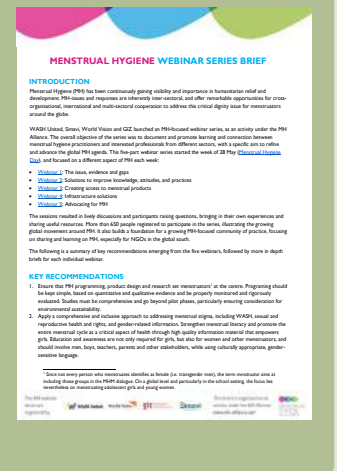 MENSTRUAL HYGIENE WEBINAR SERIES BRIEF
INTRODUCTION
Menstrual Hygiene (MH) has been continuously gaining visibility and importance in humanitarian relief and
development. MH-issues and responses are inherently inter-sectoral, and offer remarkable opportunities for cross-
organisational, international and multi-sectoral cooperation to address this critical dignity issue for menstruators
around the globe.
WASH United, Simavi, World Vision and GIZ launched an MH-focused webinar series, as an activity under the MH
Alliance. The overall objective of the series was to document and promote learning and connection between
menstrual hygiene practitioners and interested professionals from different sectors, with a specific aim to refine
and advance the global MH agenda. This five-part webinar series started the week of 28 May (Menstrual Hygiene
Day), and focused on a different aspect of MH each week:
• Webinar 1: The issue, evidence and gaps
• Webinar 2: Solutions to improve knowledge, attitudes, and practices
• Webinar 3: Creating access to menstrual products
• Webinar 4: Infrastructure solutions
• Webinar 5: Advocating for MH
The sessions resulted in lively discussions and participants raising questions, bringing in their own experiences and
sharing useful resources. More than 650 people registered to participate in the series, illustrating the growing
global movement around MH. It also builds a foundation for a growing MH-focused community of practice, focusing
on sharing and learning on MH, especially for NGOs in the global south.
The following is a summary of key recommendations emerging from the five webinars, followed by more in depth
briefs for each individual webinar.
KEY RECOMMENDATIONS
1. Ensure that MH programming, product design and research set menstruators¹ at the centre. Programing should
be kept simple, based on quantitative and qualitative evidence and be properly monitored and rigorously
evaluated. Studies must be comprehensive and go beyond pilot phases, particularly ensuring consideration for
environmental sustainability.
2. Apply a comprehensive and inclusive approach to addressing menstrual stigma, including WASH, sexual and
reproductive health and rights, and gender-related information. Strengthen menstrual literacy and promote the
entire menstrual cycle as a critical aspect of health through high quality information material that empowers
girls. Education and awareness are not only required for girls, but also for women and other menstruators, and
should involve men, boys, teachers, parents and other stakeholders, while using culturally appropriate, gender-
sensitive language.
¹ Since not every person who menstruates identifies as female (i.e. transgender men), the term menstruator aims at
including those groups in the MHM dialogue. On a global level and particularly in the school setting, the focus lies
nevertheless on menstruating adolescent girls and young women.
The MH webinar
series was
organised by
WASH United
World Vision
giz
Simavi